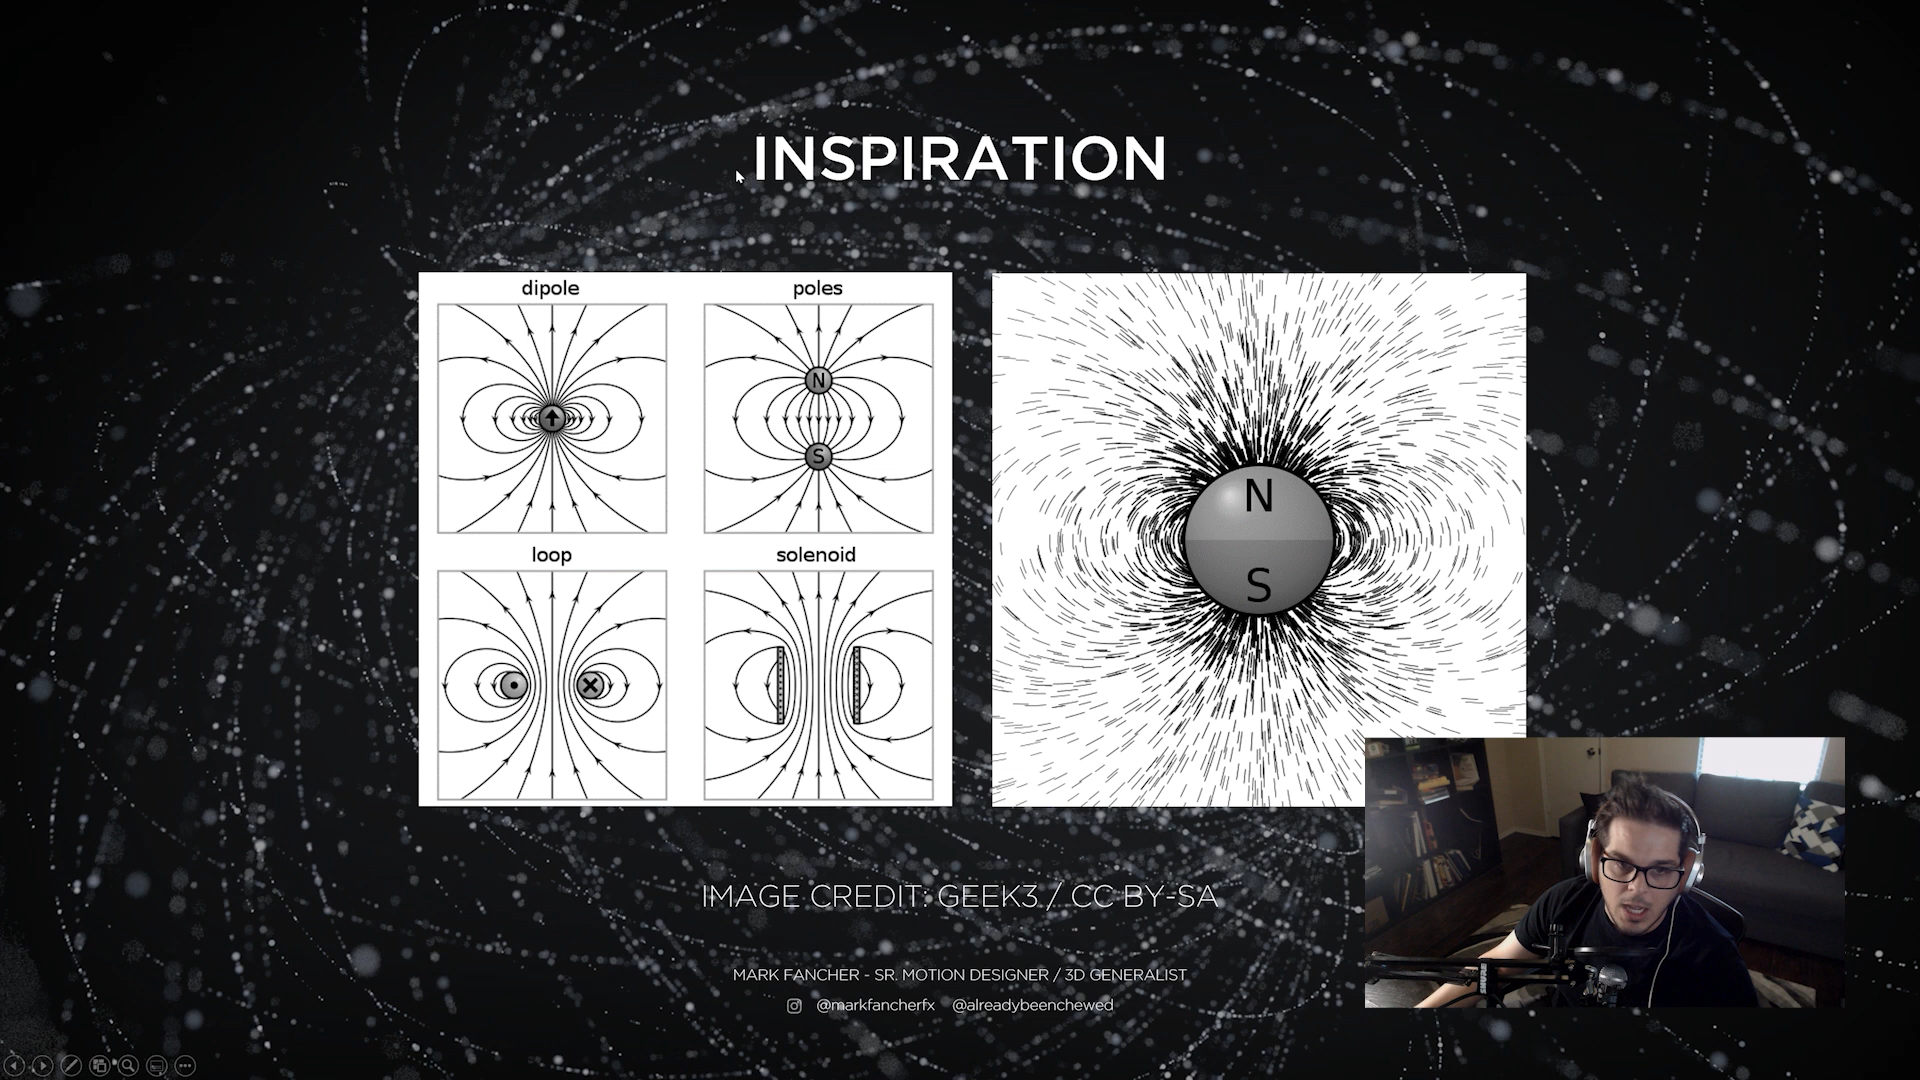 INSPIRATION
dipole
poles
N
S
loop
solenoid
N
S
IMAGE CREDIT: GEEK3 / CC BY-SA
MARK FANCHER - SR. MOTION DESIGNER / 3D GENERALIST
@markfancherfx @alreadybeenchewed